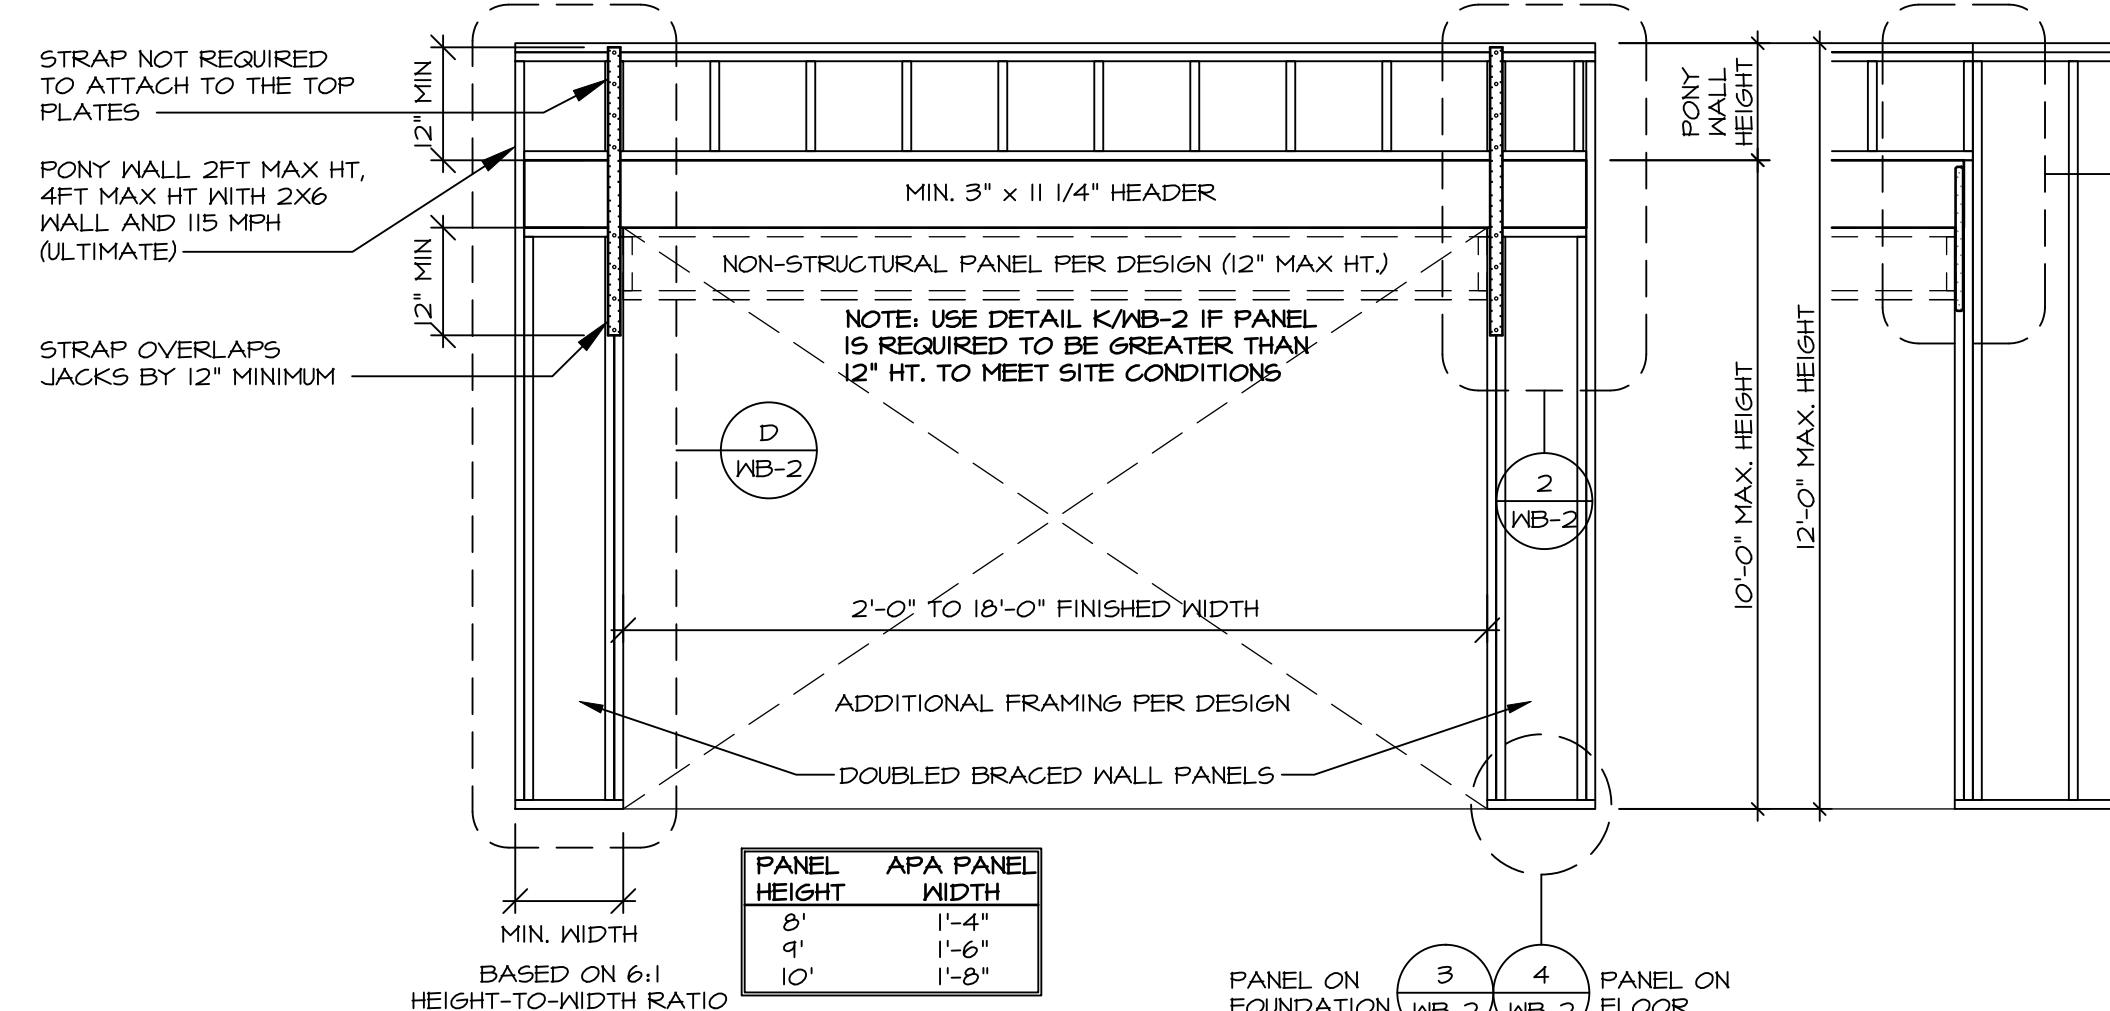 STRAP NOT REQUIRED
TO ATTACH TO THE TOP
PLATES
12" MIN
PONY WALL 2FT MAX HT,
4FT MAX HT WITH 2X6
WALL AND 115 MPH
(ULTIMATE)
12" MIN
STRAP OVERLAPS
JACKS BY 12" MINIMUM
MIN. 3" x 11 1/4" HEADER
NON-STRUCTURAL PANEL PER DESIGN (12" MAX HT.)
NOTE: USE DETAIL K/WB-2 IF PANEL
IS REQUIRED TO BE GREATER THAN
12" HT. TO MEET SITE CONDITIONS
D
WB-2
2
WB-2
PONY
WALL
HEIGHT
10'-0" MAX. HEIGHT
12'-0" MAX. HEIGHT
2'-0" TO 18'-0" FINISHED WIDTH
ADDITIONAL FRAMING PER DESIGN
DOUBLED BRACED WALL PANELS
MIN. WIDTH
BASED ON 6:1
HEIGHT-TO-WIDTH RATIO
PANEL APA PANEL
HEIGHT WIDTH
8' 1'-4"
9' 1'-6"
10' 1'-8"
PANEL ON 3 4 PANEL ON
FOUNDATION WB-2 WB-2 FLOOR